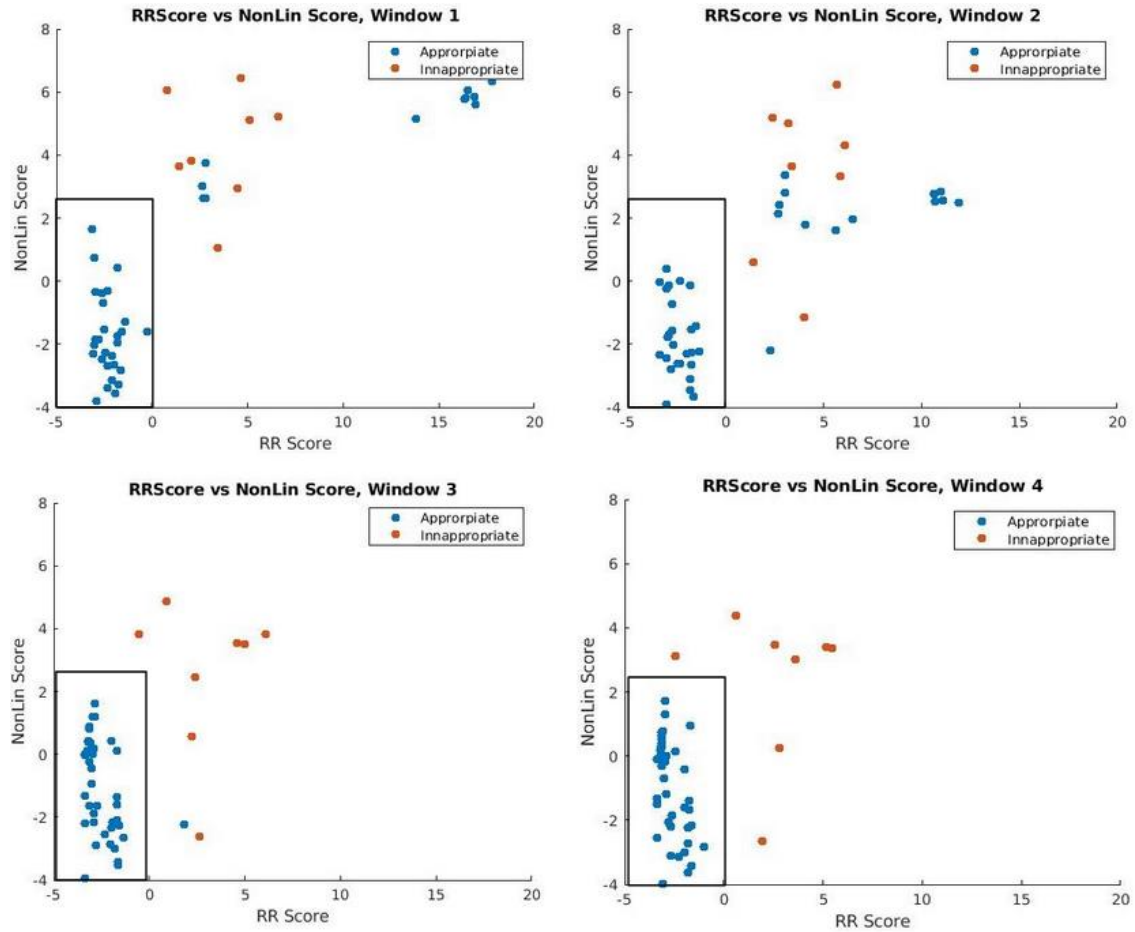 RRScore vs NonLin Score, Window 1
8
6
4
2
0
-2
-4
NonLin Score
Approrpiate
Innappropriate
-5 0 5 10 15 20
RR Score
RRScore vs NonLin Score, Window 2
8
6
4
2
0
-2
-4
NonLin Score
Approrpiate
Innappropriate
-5 0 5 10 15 20
RR Score
RRScore vs NonLin Score, Window 3
8
6
4
2
0
-2
-4
NonLin Score
Approrpiate
Innappropriate
-5 0 5 10 15 20
RR Score
RRScore vs NonLin Score, Window 4
8
6
4
2
0
-2
-4
NonLin Score
Approrpiate
Innappropriate
-5 0 5 10 15 20
RR Score